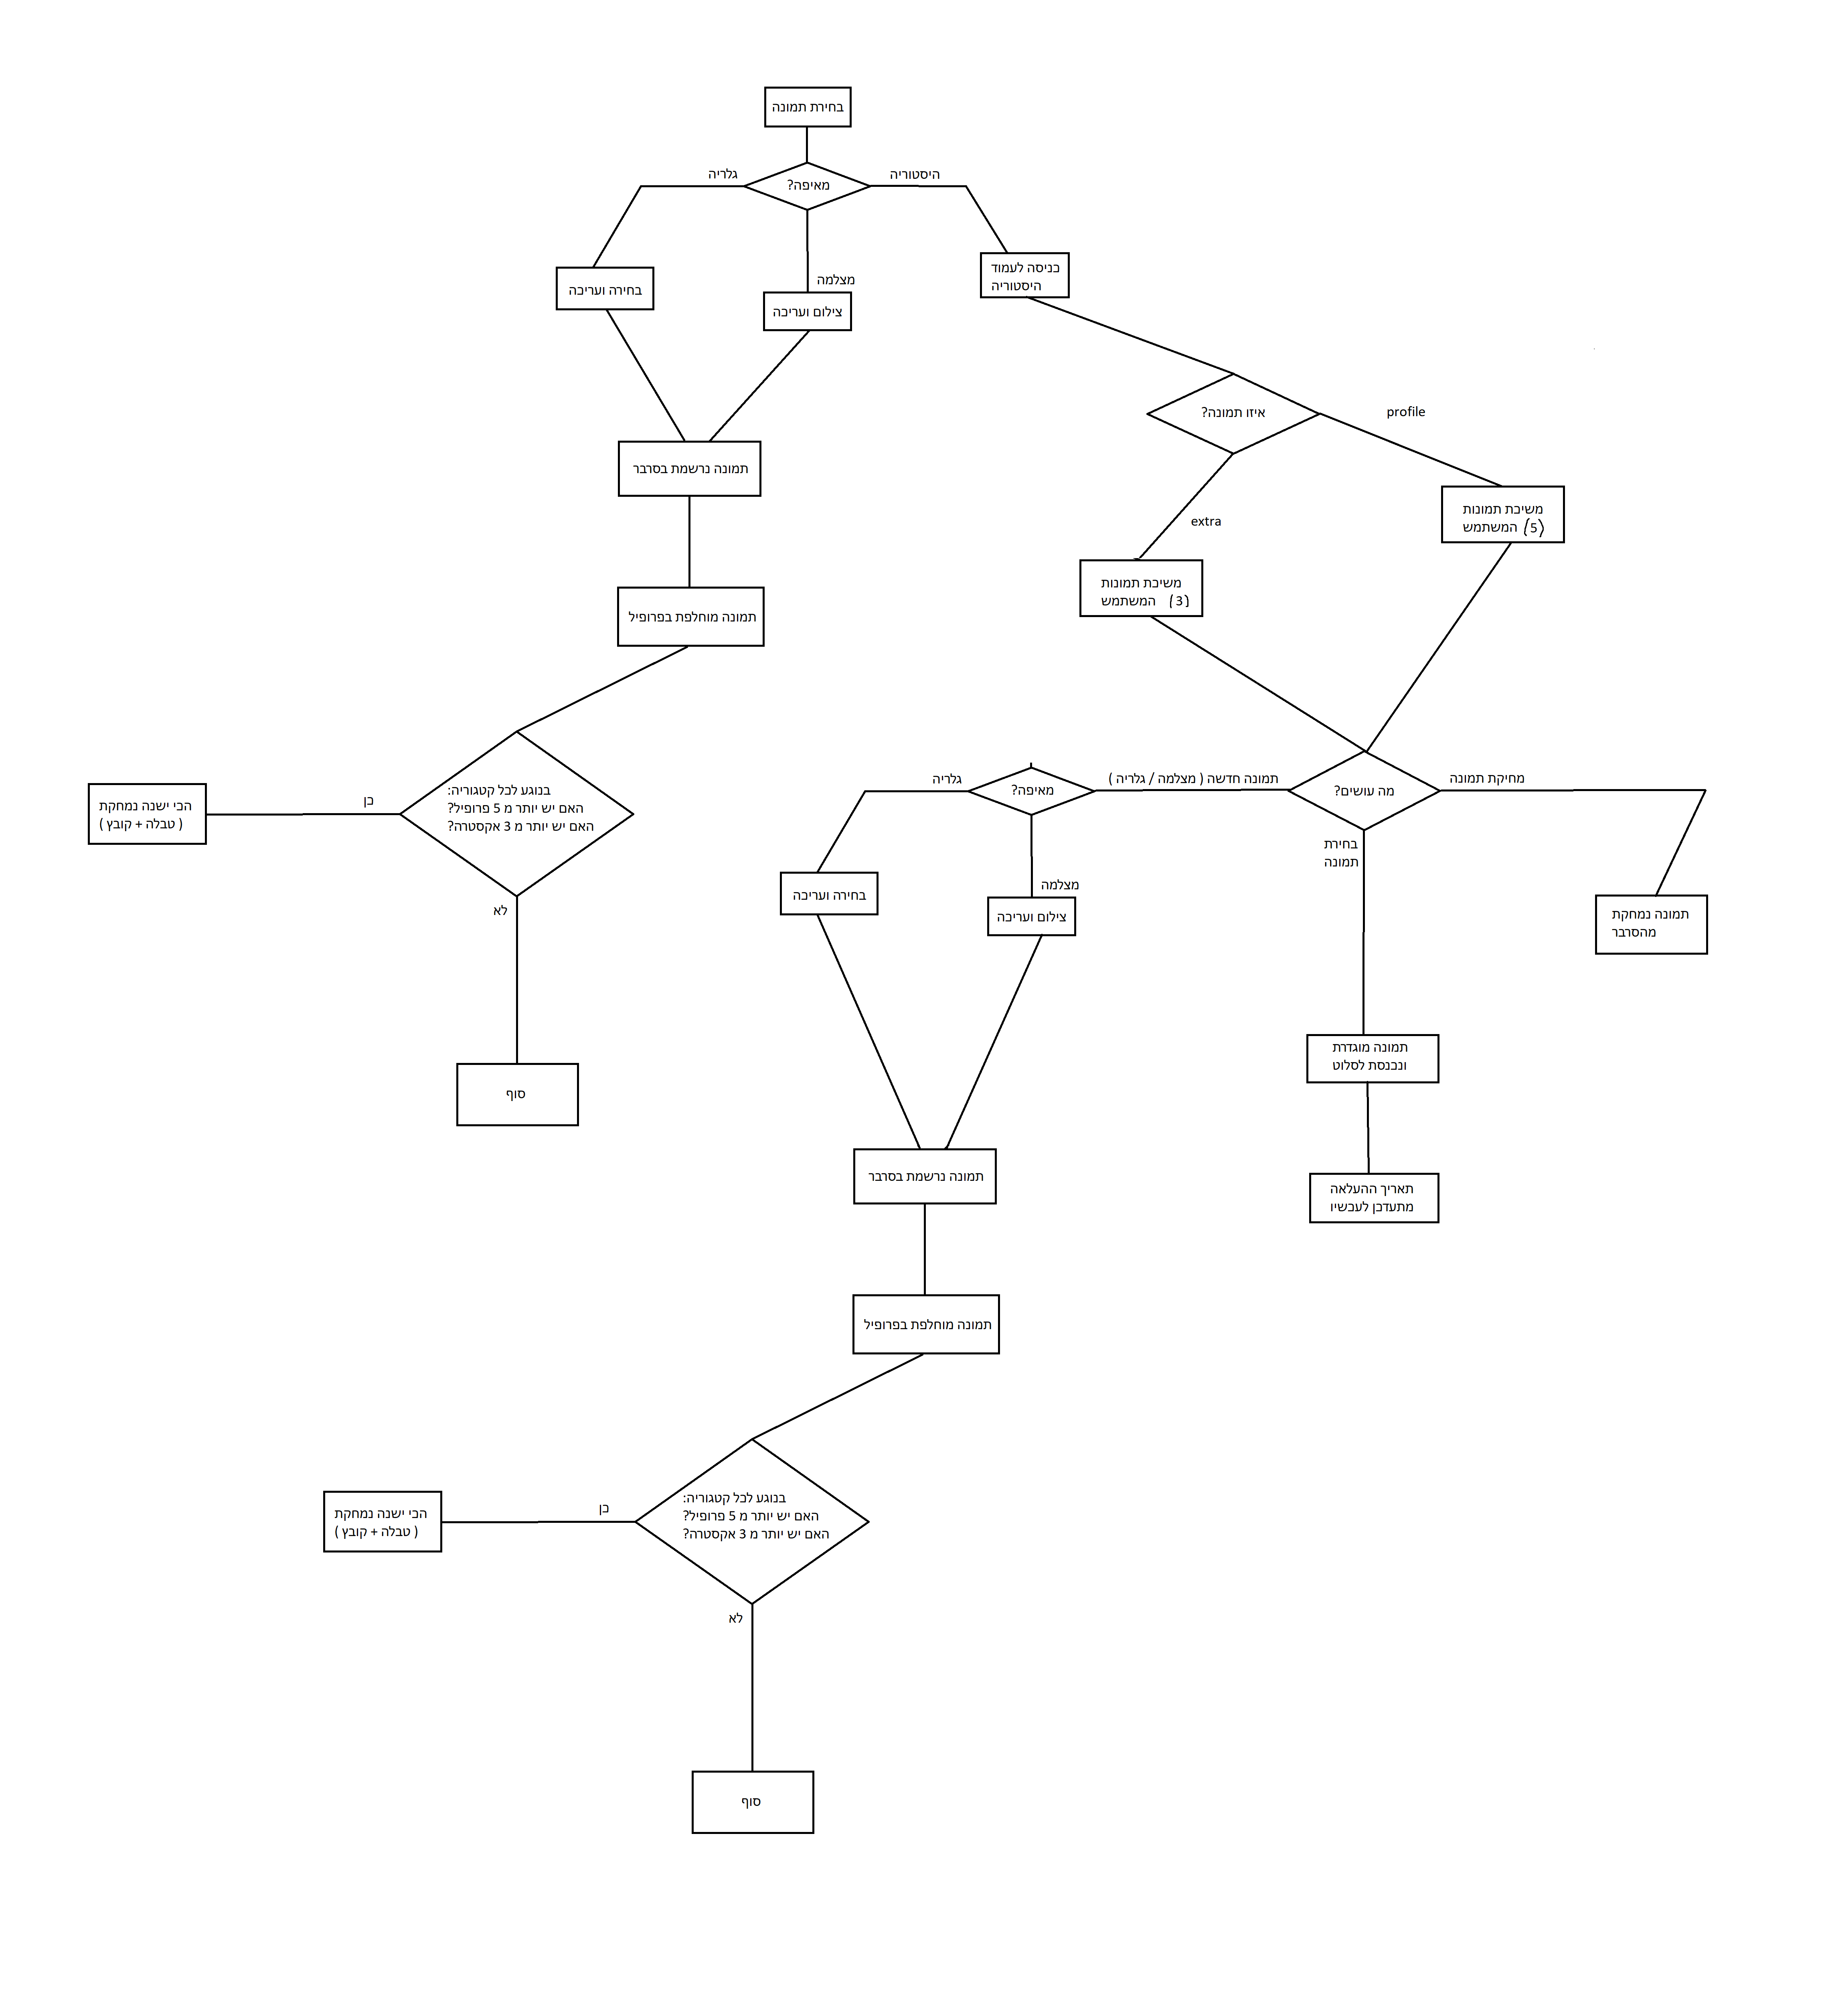 בחירת תמונה
מאיפה?
גלריה
היסטוריה
מצלמה
בחירה ועריכה
צילום ועריכה
כניסה לעמוד
היסטוריה
תמונה נרשמת בסרבר
תמונה מוחלפת בפרופיל
בנוגע לכל קטגוריה:
האם יש יותר מ 5 פרופיל?
האם יש יותר מ 3 אקסטרה?
כן
הכי ישנה נמחקת
( טבלה + קובץ )
לא
סוף
איזו תמונה?
profile
extra
משיכת תמונות
המשתמש (5)
משיכת תמונות
המשתמש (3)
מה עושים?
מחיקת תמונה
תמונה נמחקת
מהסרבר
בחירת
תמונה
תמונה מוגדרת
ונכנסת לסלוט
תאריך ההעלאה
מתעדכן לעכשיו
תמונה חדשה ( מצלמה / גלריה )
מאיפה?
גלריה
מצלמה
בחירה ועריכה
צילום ועריכה
תמונה נרשמת בסרבר
תמונה מוחלפת בפרופיל
בנוגע לכל קטגוריה:
האם יש יותר מ 5 פרופיל?
האם יש יותר מ 3 אקסטרה?
כן
הכי ישנה נמחקת
( טבלה + קובץ )
לא
סוף